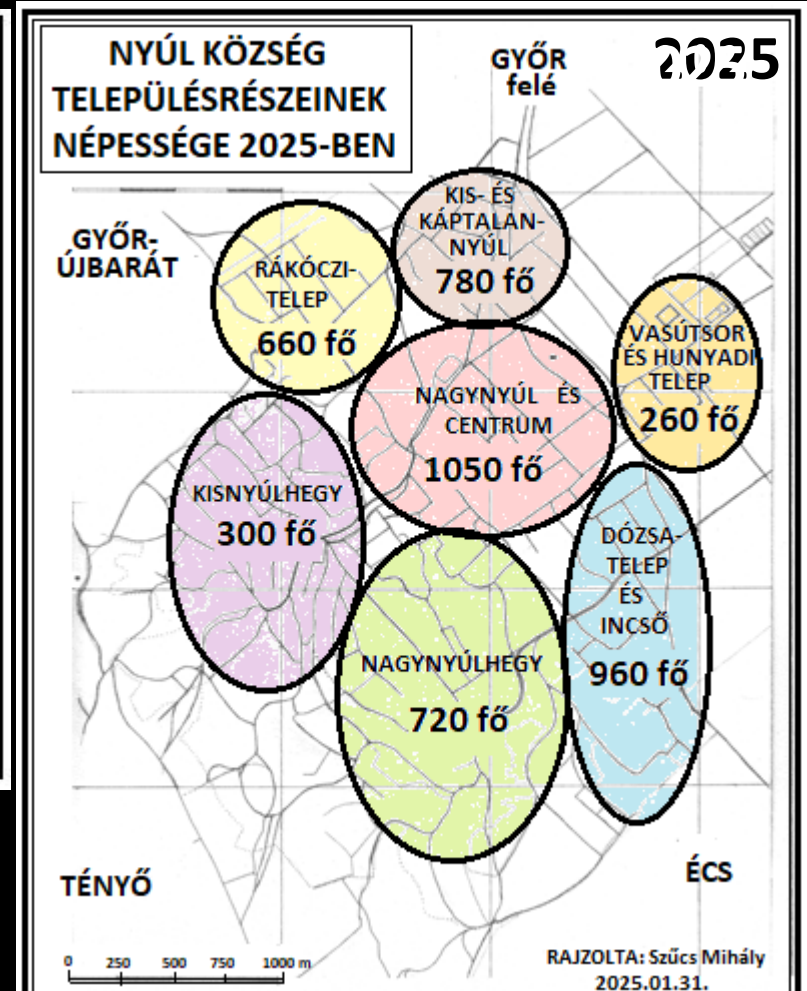 NYÚL KÖZSÉG
TELEPÜLÉSRÉSZEINEK
NÉPESSÉGE 2025-BEN
GYŐR
felé
2025
GYŐR-
ÚJBARÁT
RÁKÓCZI-
TELEP
660 fő
KIS- ÉS
KÁPTALAN-
NYÚL
780 fő
VASÚTSOR
ÉS HUNYADI
TELEP
260 fő
NAGYNYÚL ÉS
CENTRUM
1050 fő
KISNYÚLHEGY
300 fő
DÓZSA-
TELEP
ÉS
INCSŐ
960 fő
NAGYNYÚLHEGY
720 fő
TÉNYŐ
ÉCS
0 250 500 750 1000 m
RAJZOLTA: Szűcs Mihály
2025.01.31.